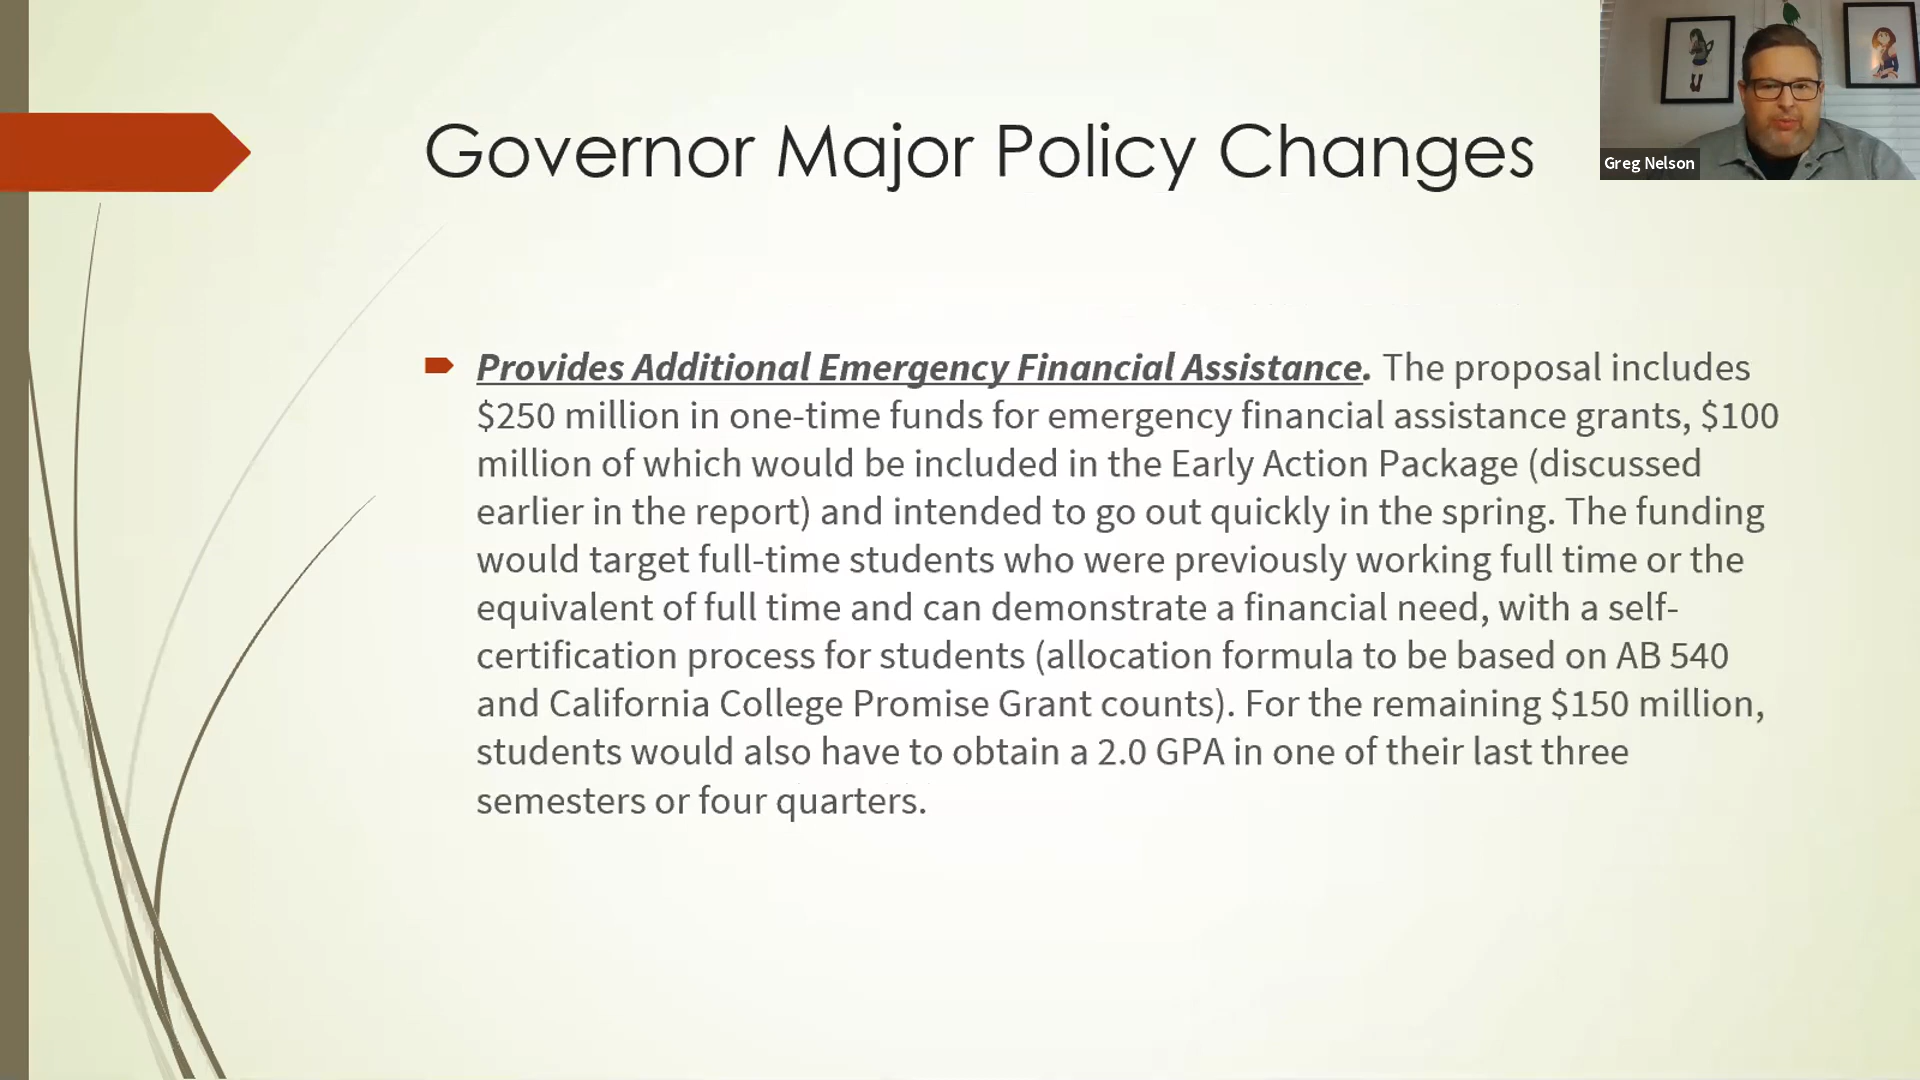 Governor Major Policy Changes
Greg Nelson
Provides Additional Emergency Financial Assistance. The proposal includes
$250 million in one-time funds for emergency financial assistance grants, $100
million of which would be included in the Early Action Package (discussed
earlier in the report) and intended to go out quickly in the spring. The funding
would target full-time students who were previously working full time or the
equivalent of full time and can demonstrate a financial need, with a self-
certification process for students (allocation formula to be based on AB 540
and California College Promise Grant counts). For the remaining $150 million,
students would also have to obtain a 2.0 GPA in one of their last three
semesters or four quarters.